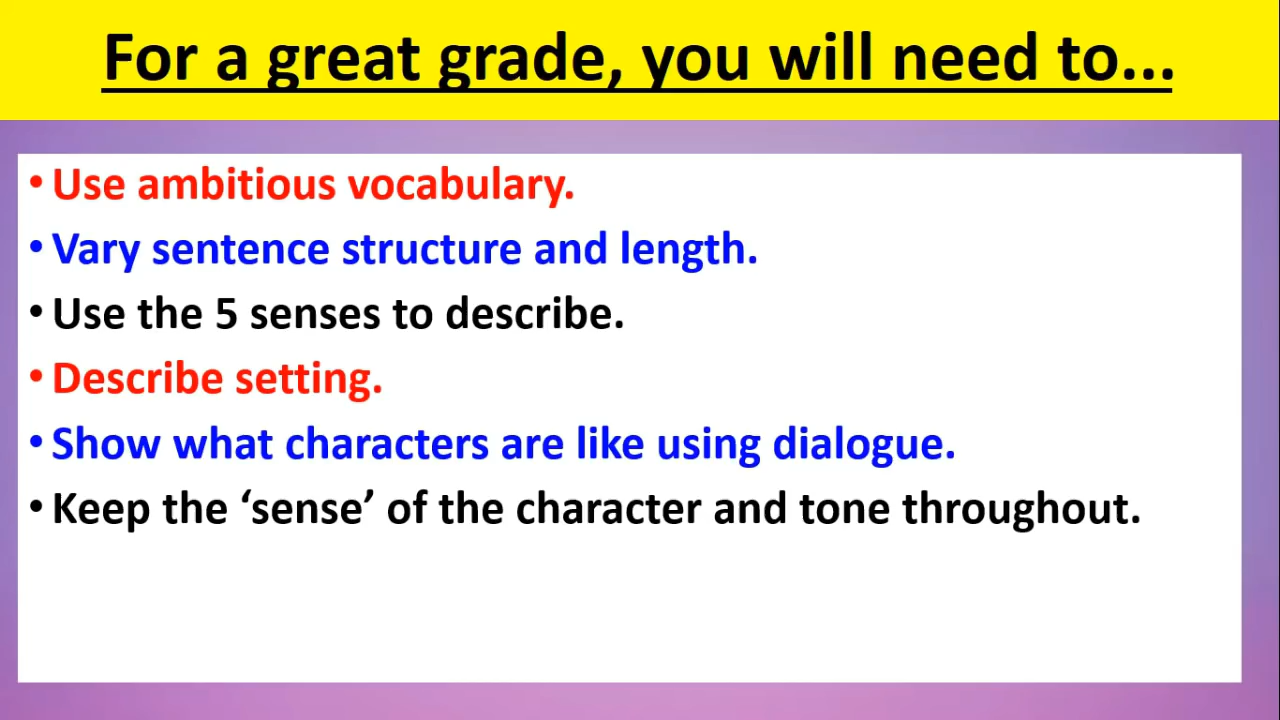 For a great grade, you will need to...
• Use ambitious vocabulary.
• Vary sentence structure and length.
• Use the 5 senses to describe.
• Describe setting.
• Show what characters are like using dialogue.
• Keep the ‘sense’ of the character and tone throughout.